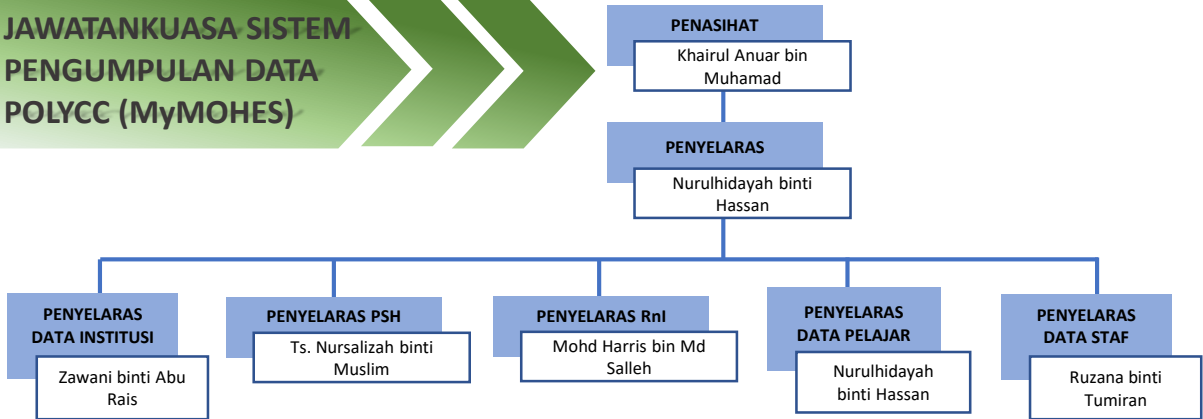 JAWATANKUASA SISTEM
PENGUMPULAN DATA
POLYCC (MyMOHES)
PENASIHAT
Khairul Anuar bin
Muhamad
PENYELARAS
Nurulhidayah binti
Hassan
PENYELARAS
DATA INSTITUSI
Zawani binti Abu
Rais
PENYELARAS PSH
Ts. Nursalizah binti
Muslim
PENYELARAS RnI
Mohd Harris bin Md
Salleh
PENYELARAS
DATA PELAJAR
Nurulhidayah
binti Hassan
PENYELARAS
DATA STAF
Ruzana binti
Tumiran